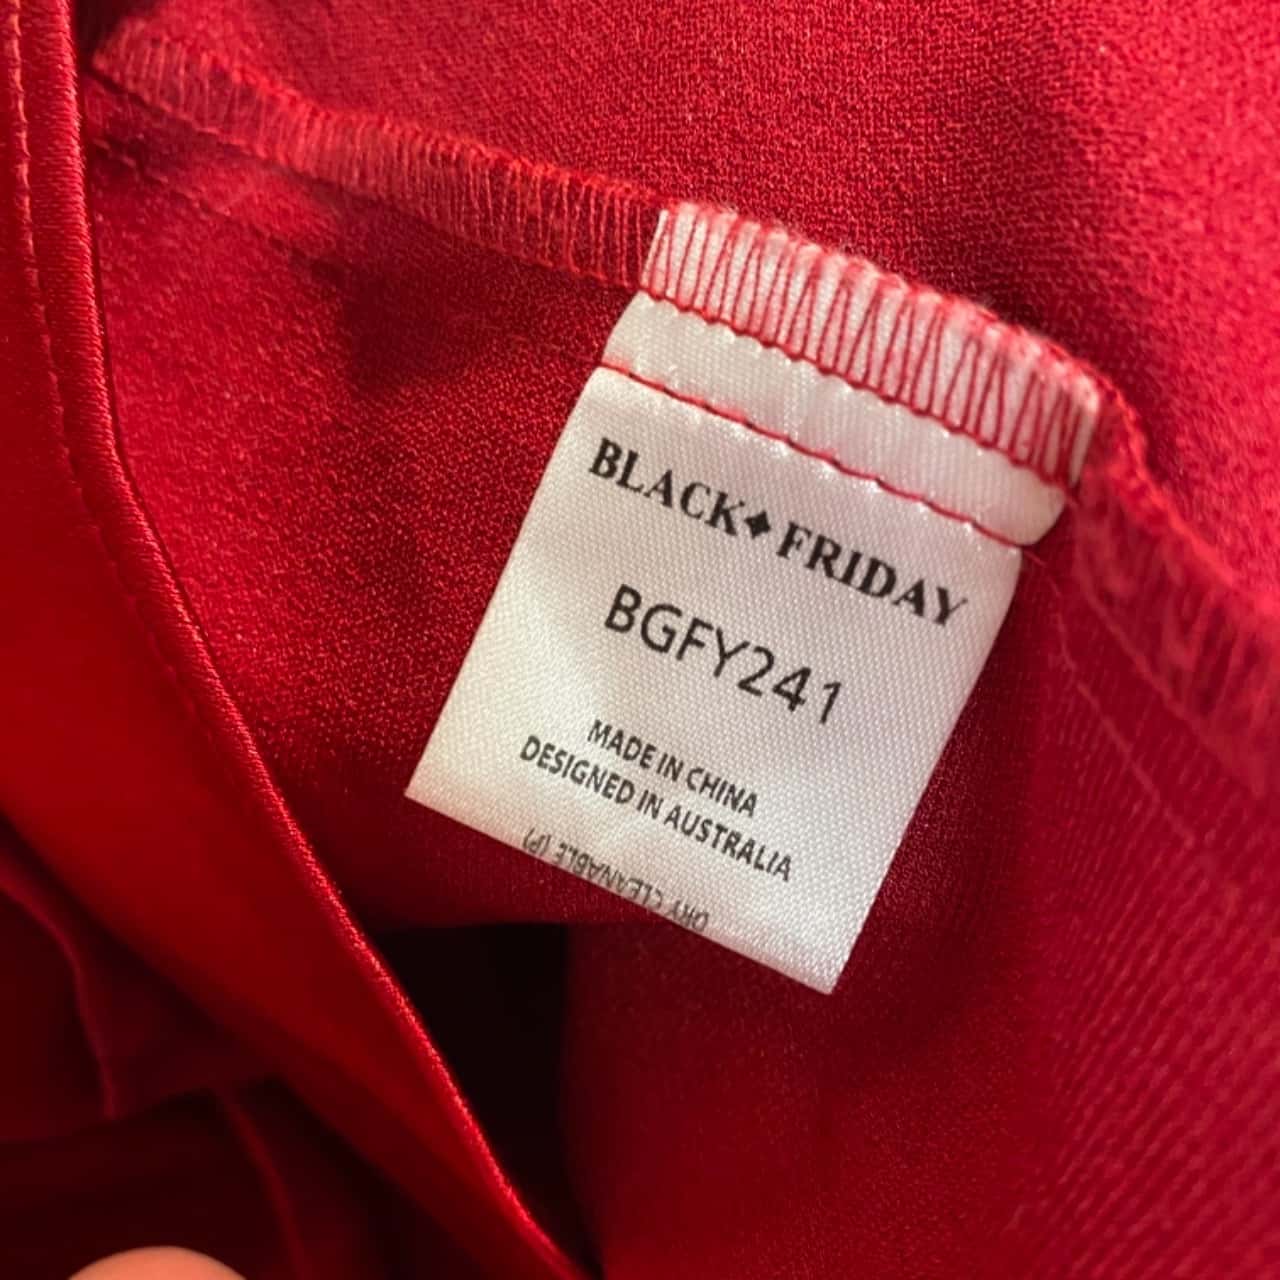 BLACK✦FRIDAY
BGFY241
MADE IN CHINA
DESIGNED IN AUSTRALIA
DRY CLEANABLE (P)